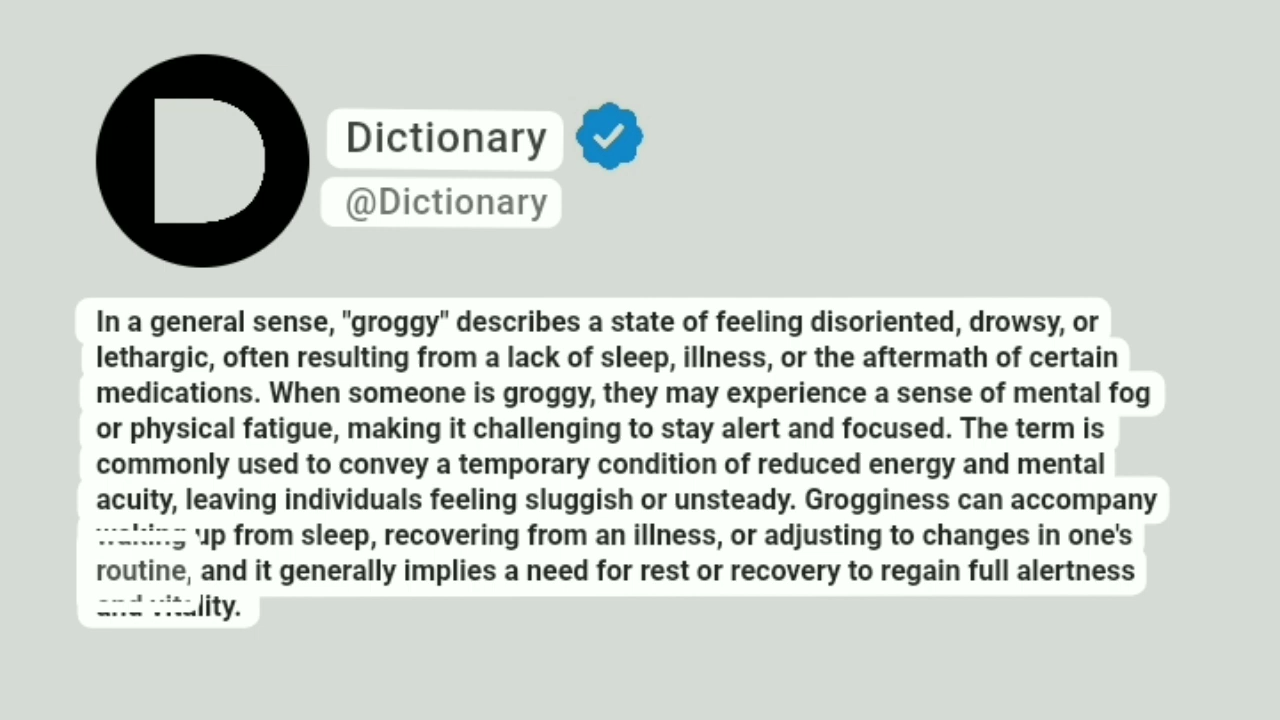 D
Dictionary
@Dictionary
In a general sense, "groggy" describes a state of feeling disoriented, drowsy, or
lethargic, often resulting from a lack of sleep, illness, or the aftermath of certain
medications. When someone is groggy, they may experience a sense of mental fog
or physical fatigue, making it challenging to stay alert and focused. The term is
commonly used to convey a temporary condition of reduced energy and mental
acuity, leaving individuals feeling sluggish or unsteady. Grogginess can accompany
waking up from sleep, recovering from an illness, or adjusting to changes in one's
routine, and it generally implies a need for rest or recovery to regain full alertness
and vitality.